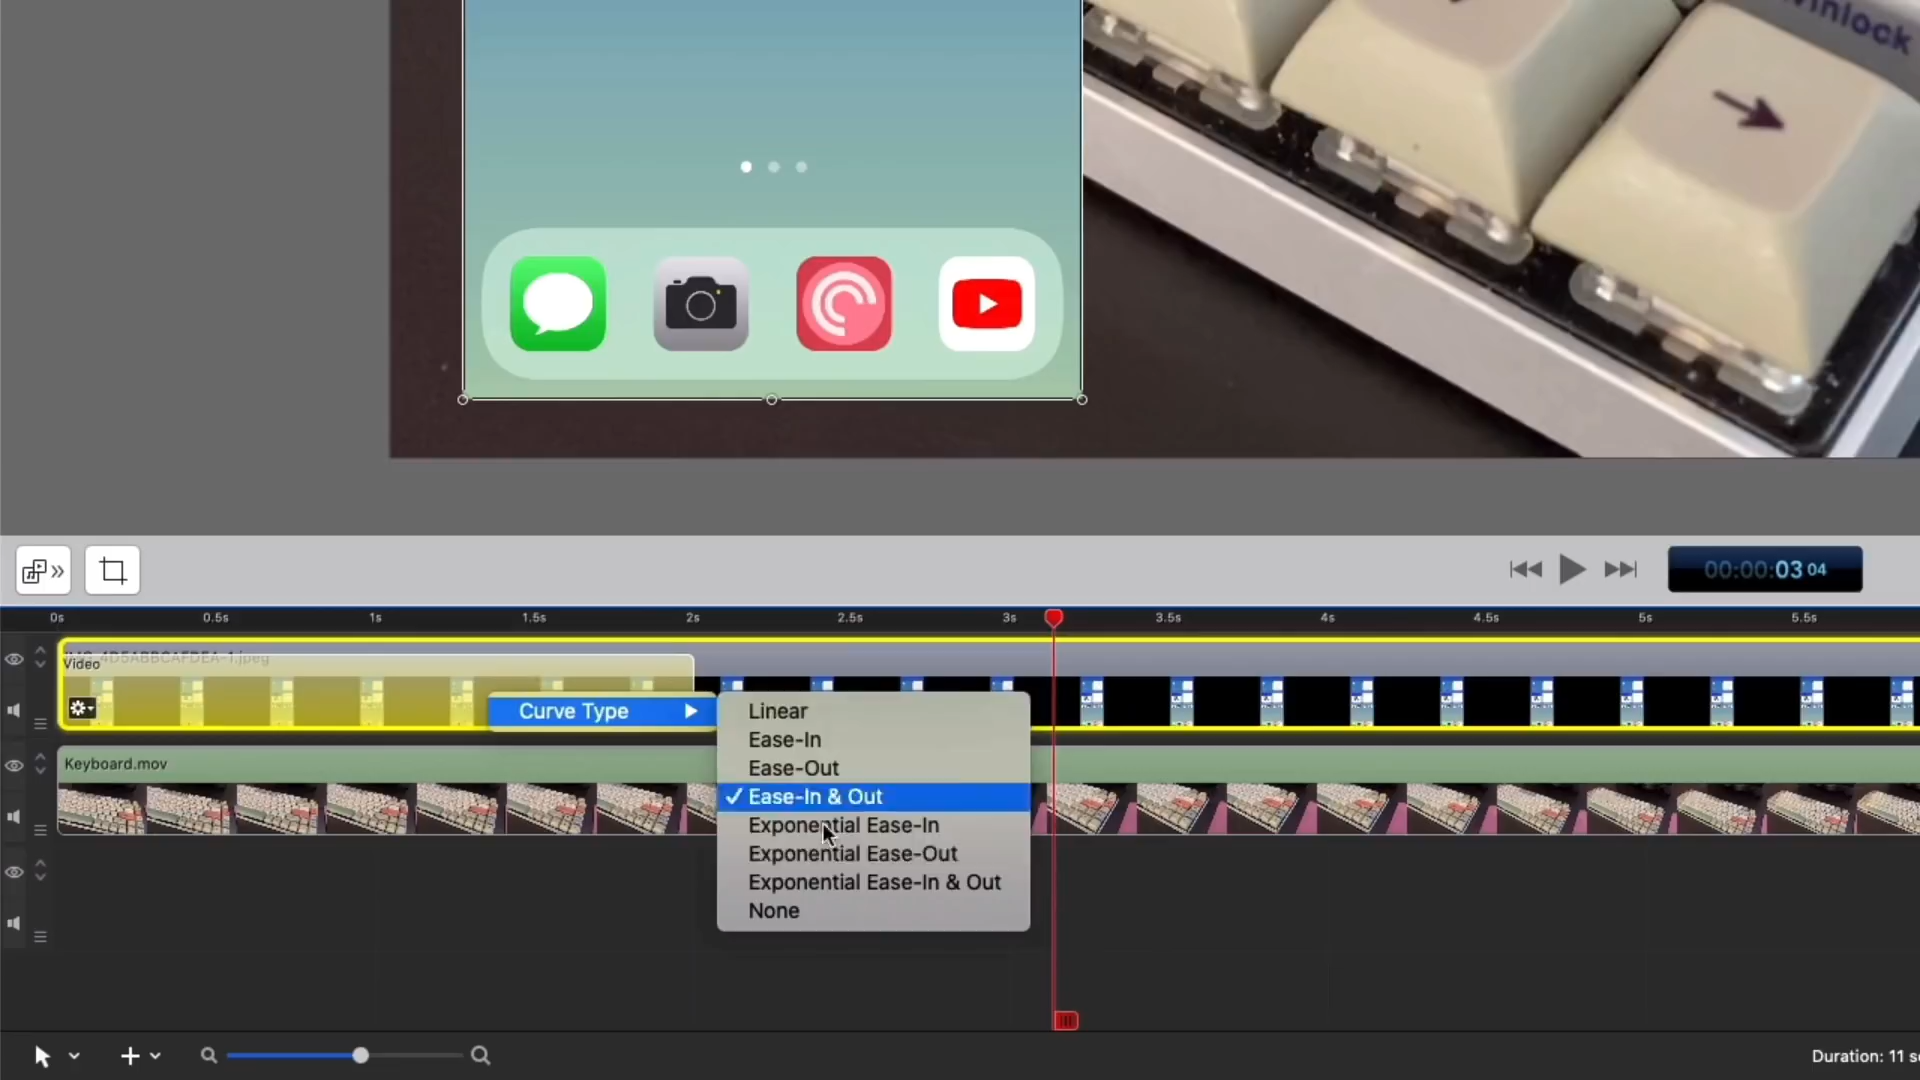 Winlock
00:00:03 04
0s 0.5s 1s 1.5s 2s 2.5s 3s 3.5s 4s 4.5s 5s 5.5s
Video
Curve Type
Linear
Ease-In
Ease-Out
✓ Ease-In & Out
Exponential Ease-In
Exponential Ease-Out
Exponential Ease-In & Out
None
Keyboard.mov
Duration: 11 s